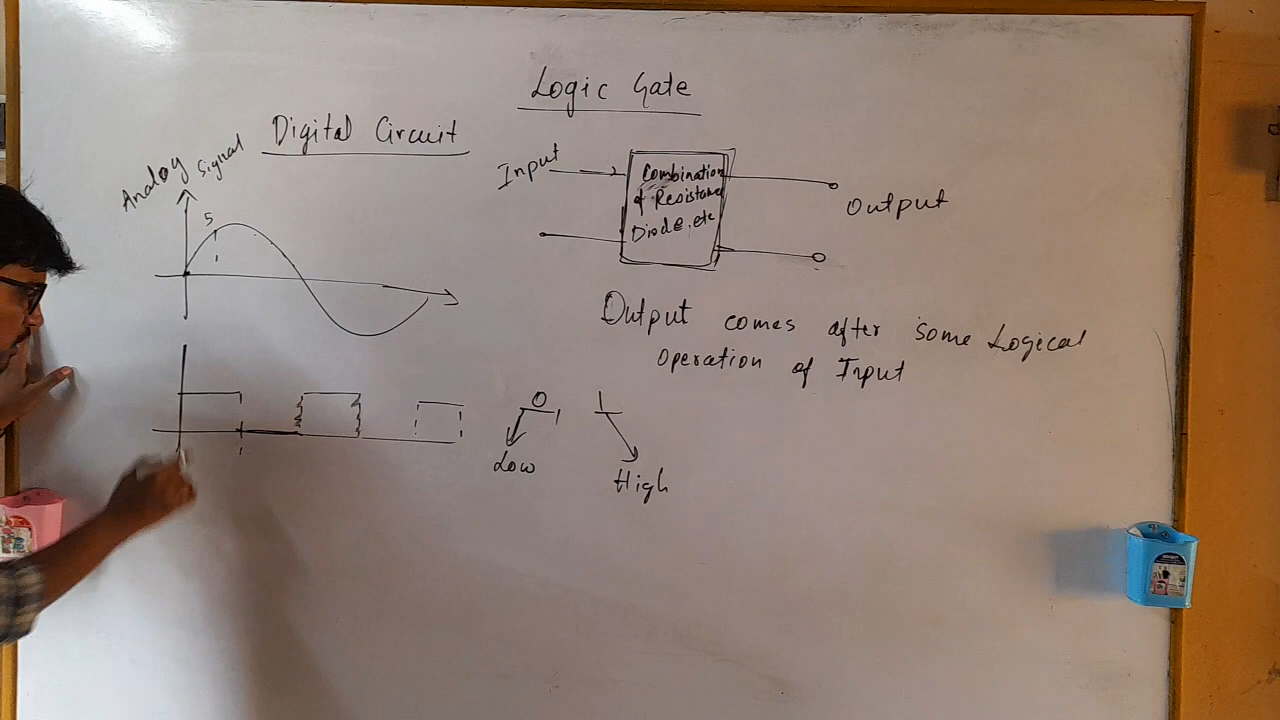 Logic Gate
Digital Circuit
Analog Signal
5
Input
Combination
of Resistance
Diode, etc
Output
Output comes after some Logical
operation of Input
0 1
Low
High